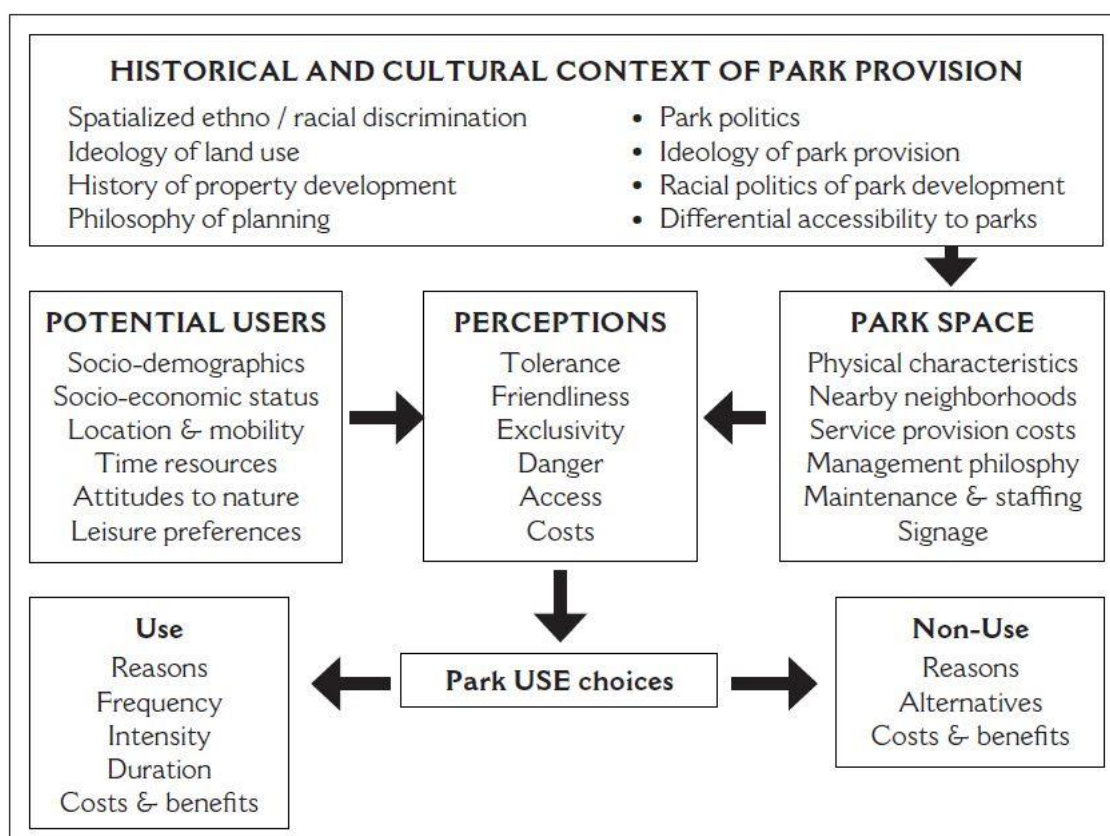 HISTORICAL AND CULTURAL CONTEXT OF PARK PROVISION
Spatialized ethno / racial discrimination
Ideology of land use
History of property development
Philosophy of planning
• Park politics
• Ideology of park provision
• Racial politics of park development
• Differential accessibility to parks
POTENTIAL USERS
Socio-demographics
Socio-economic status
Location & mobility
Time resources
Attitudes to nature
Leisure preferences
PERCEPTIONS
Tolerance
Friendliness
Exclusivity
Danger
Access
Costs
PARK SPACE
Physical characteristics
Nearby neighborhoods
Service provision costs
Management philosphy
Maintenance & staffing
Signage
Use
Reasons
Frequency
Intensity
Duration
Costs & benefits
Park USE choices
Non-Use
Reasons
Alternatives
Costs & benefits